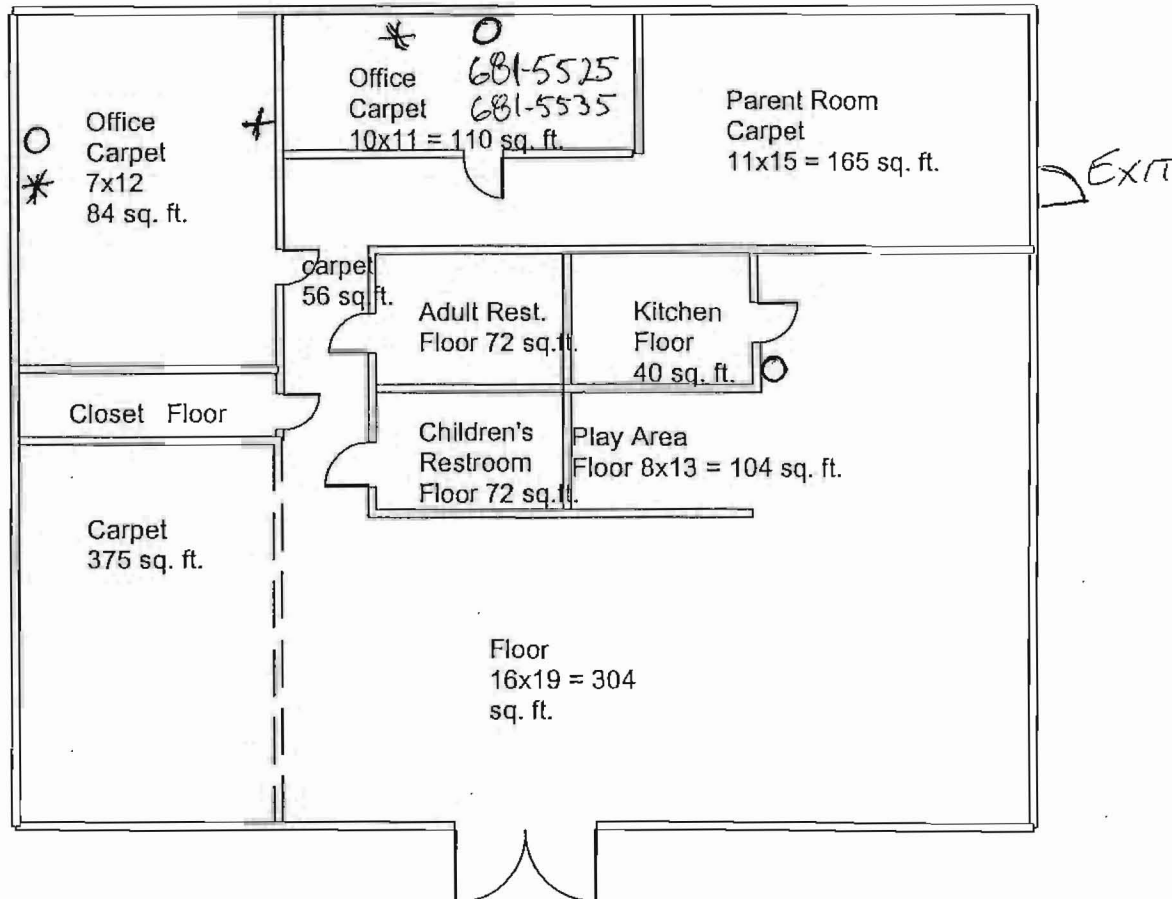 Office
Carpet
7x12
84 sq. ft.
Office
Carpet
10x11 = 110 sq. ft.
681-5525
681-5535
Parent Room
Carpet
11x15 = 165 sq. ft.
EXIT
carpet
56 sq.ft.
Adult Rest.
Floor 72 sq.ft.
Kitchen
Floor
40 sq. ft.
Closet Floor
Children's
Restroom
Floor 72 sq.ft.
Play Area
Floor 8x13 = 104 sq. ft.
Carpet
375 sq. ft.
Floor
16x19 = 304
sq. ft.